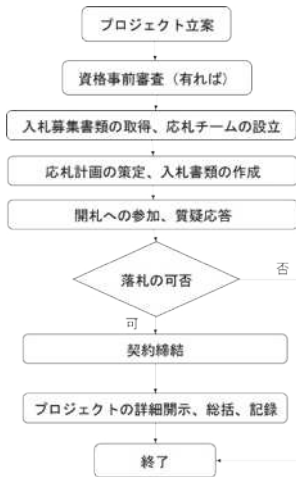 プロジェクト立案
資格事前審査（有れば）
入札募集書類の取得、応札チームの設立
応札計画の策定、入札書類の作成
開札への参加、質疑応答
落札の可否
否
可
契約締結
プロジェクトの詳細開示、総括、記録
終了